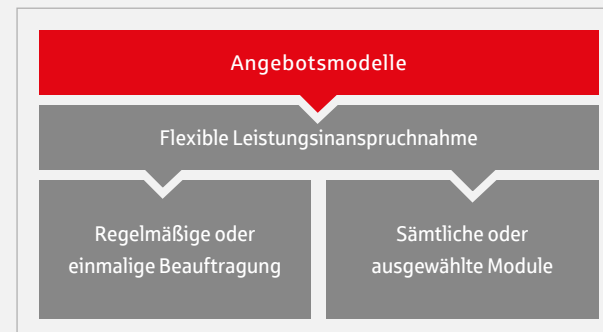 Angebotsmodelle
Flexible Leistungsinanspruchnahme
Regelmäßige oder
einmalige Beauftragung
Sämtliche oder
ausgewählte Module